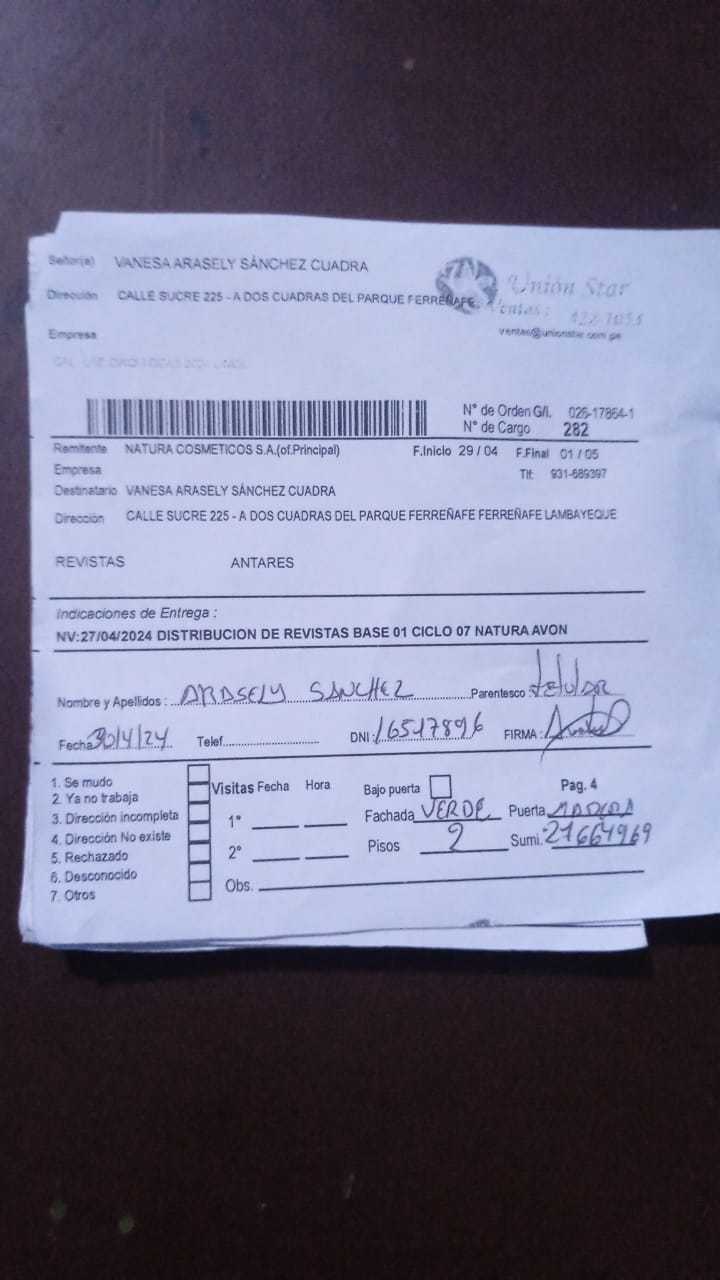 Señor(a) VANESA ARASELY SÁNCHEZ CUADRA
Dirección CALLE SUCRE 225 - A DOS CUADRAS DEL PARQUE FERREÑAFE
Unión Star
Ventas: 422-1055
Empresa
ventas@unionstar.com.pe
N° de Orden G/I. 026-17864-1
N° de Cargo 282
Remitente NATURA COSMETICOS S.A.(of.Principal) F.Inicio 29 / 04 F.Final 01 / 05
Empresa Tlf: 931-689397
Destinatario VANESA ARASELY SÁNCHEZ CUADRA
Dirección CALLE SUCRE 225 - A DOS CUADRAS DEL PARQUE FERREÑAFE FERREÑAFE LAMBAYEQUE
REVISTAS ANTARES
Indicaciones de Entrega :
NV:27/04/2024 DISTRIBUCION DE REVISTAS BASE 01 CICLO 07 NATURA AVON
Nombre y Apellidos : ARASELY SANCHEZ Parentesco : titular
Fecha 30/4/24 Telef. DNI: 16517896 FIRMA:
1. Se mudo
2. Ya no trabaja
3. Dirección incompleta
4. Dirección No existe
5. Rechazado
6. Desconocido
7. Otros
Visitas Fecha Hora
1°
2°
Obs.
Bajo puerta Pag. 4
Fachada VERDE Puerta
Pisos 2 Sumi. 27664969